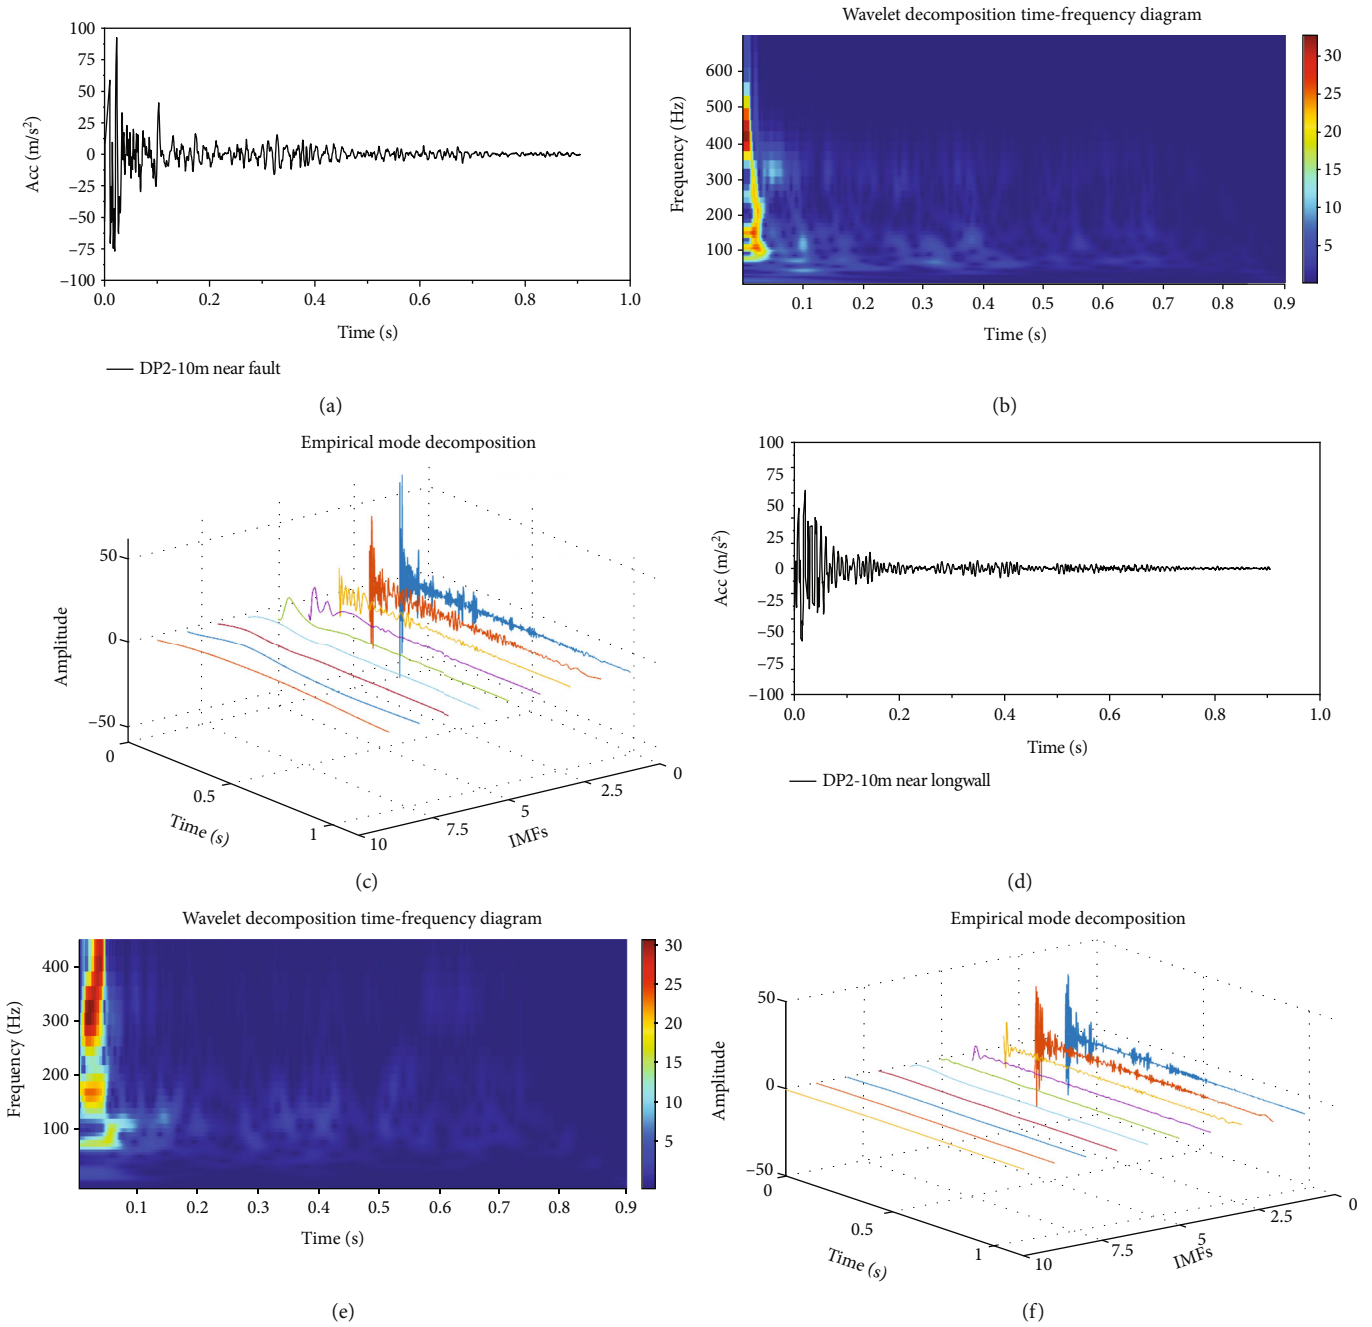 100
75
50
25
0
−25
−50
−75
−100
Acc (m/s²)
0.0 0.2 0.4 0.6 0.8 1.0
Time (s)
DP2-10m near fault
(a)
Wavelet decomposition time-frequency diagram
600
500
400
300
200
100
Frequency (Hz)
30
25
20
15
10
5
0.1 0.2 0.3 0.4 0.5 0.6 0.7 0.8 0.9
Time (s)
(b)
Empirical mode decomposition
50
0
−50
Amplitude
0
0.5
1
Time (s)
10
7.5
5
2.5
0
IMFs
(c)
100
75
50
25
0
−25
−50
−75
−100
Acc (m/s²)
0.0 0.2 0.4 0.6 0.8 1.0
Time (s)
DP2-10m near longwall
(d)
Wavelet decomposition time-frequency diagram
400
300
200
100
Frequency (Hz)
30
25
20
15
10
5
0.1 0.2 0.3 0.4 0.5 0.6 0.7 0.8 0.9
Time (s)
(e)
Empirical mode decomposition
50
0
−50
Amplitude
0
0.5
1
Time (s)
10
7.5
5
2.5
0
IMFs
(f)